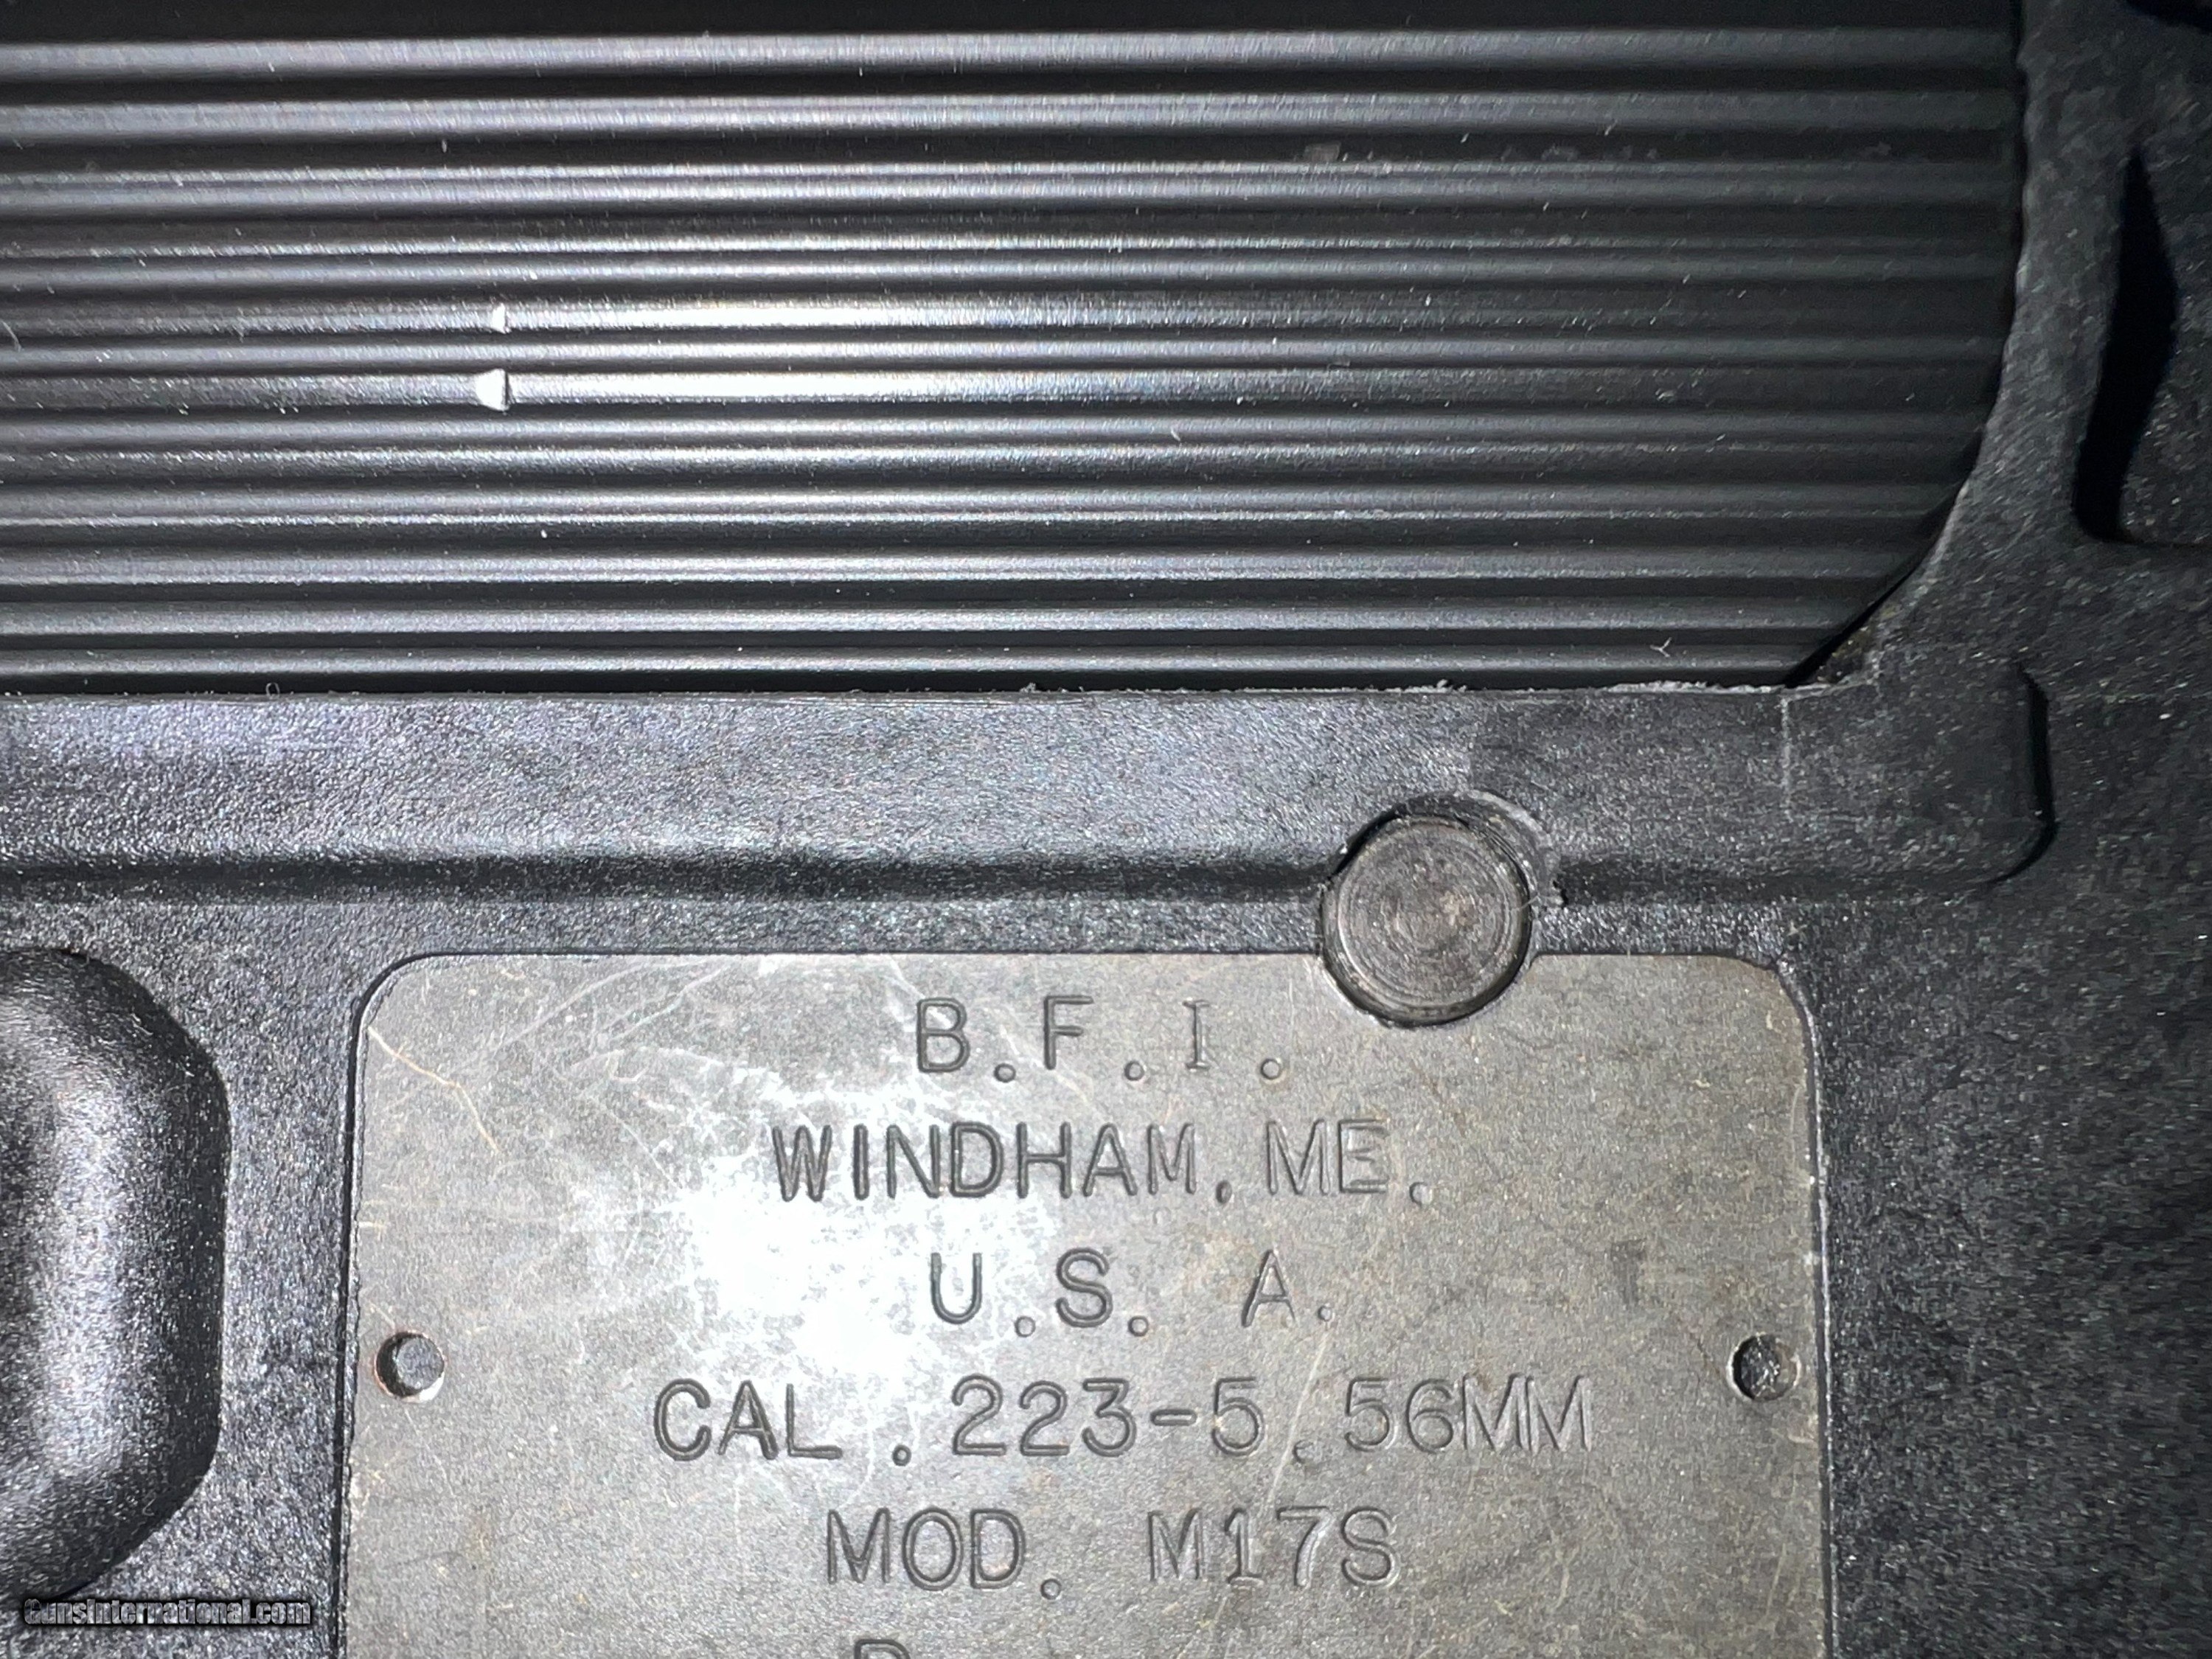 B.F.I.
WINDHAM, ME.
U.S. A.
CAL .223-5.56MM
MOD. M17S
GunsInternational.com